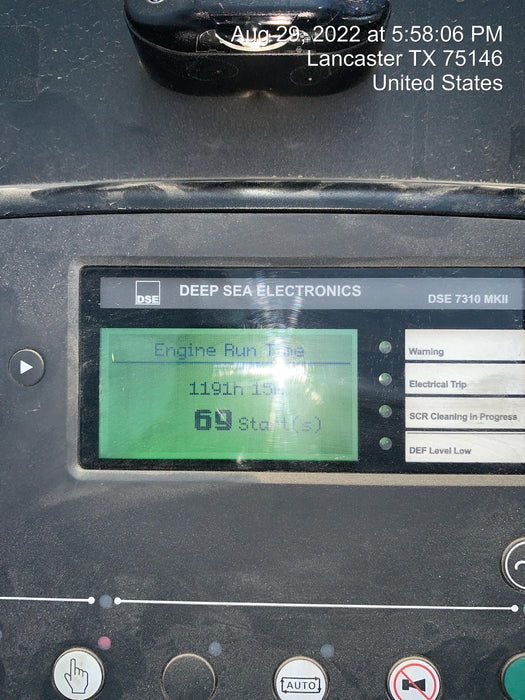 Aug 29, 2022 at 5:58:06 PM
Lancaster TX 75146
United States
DSE
DEEP SEA ELECTRONICS
DSE 7310 MKII
Engine Run Time
1191h 15m
69 Start(s)
Warning
Electrical Trip
SCR Cleaning in Progress
DEF Level Low
AUTO